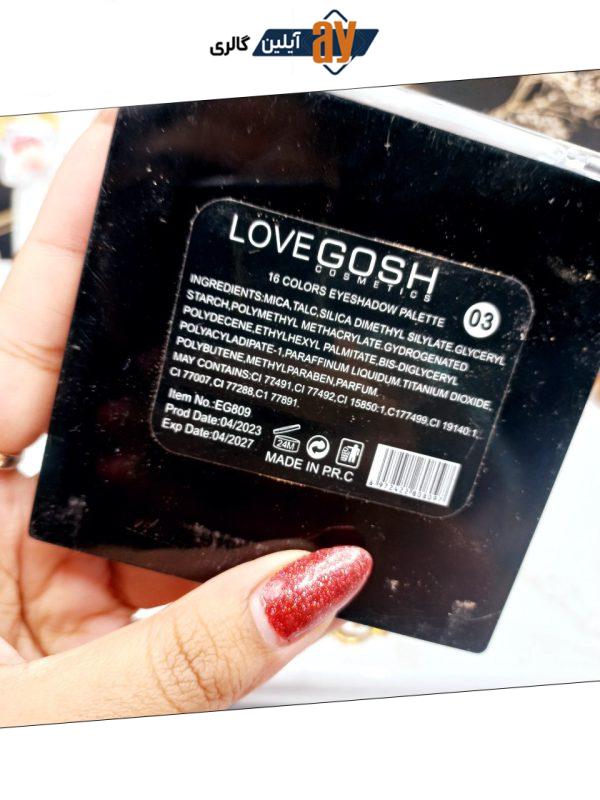 آیلین گالری
ay
LOVEGOSH
COSMETICS
16 COLORS EYESHADOW PALETTE
03
INGREDIENTS:MICA,TALC,SILICA DIMETHYL SILYLATE,GLYCERYL
STARCH,POLYMETHYL METHACRYLATE,GYDROGENATED
POLYDECENE,ETHYLHEXYL PALMITATE,BIS-DIGLYCERYL
POLYACYLADIPATE-1,PARAFFINUM LIQUIDUM,TITANIUM DIOXIDE,
POLYBUTENE,METHYLPARABEN,PARFUM.
MAY CONTAINS:CI 77491,CI 77492,CI 15850:1,C177499,CI 19140:1,
CI 77007,CI 77288,C1 77891.
Item No.:EG809
Prod Date:04/2023
Exp Date:04/2027
24M
MADE IN P.R.C